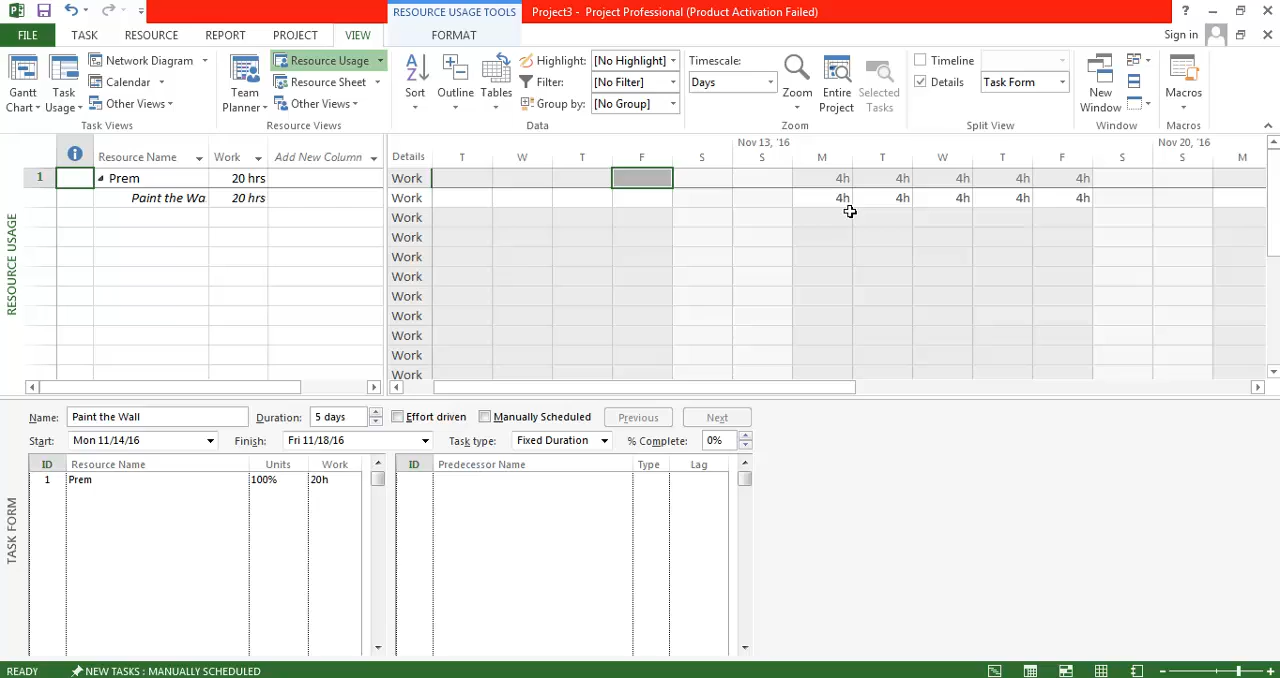 RESOURCE USAGE TOOLS Project3 - Project Professional (Product Activation Failed)
FILE TASK RESOURCE REPORT PROJECT VIEW FORMAT Sign in
Gantt Chart Task Usage Network Diagram Calendar Other Views Task Views
Team Planner Resource Usage Resource Sheet Other Views Resource Views
Sort Outline Tables Highlight: [No Highlight] Filter: [No Filter] Group by: [No Group] Data
Timescale: Days Zoom Entire Project Selected Tasks Zoom
Timeline Details Task Form Split View
New Window Window Macros Macros
Resource Name Work Add New Column Details
Nov 13, '16 Nov 20, '16
T W T F S S M T W T F S S M
1 Prem 20 hrs Work 4h 4h 4h 4h 4h
Paint the Wa 20 hrs Work 4h 4h 4h 4h 4h
Work
Work
Work
Work
Work
Work
Work
Work
Work
RESOURCE USAGE
Name: Paint the Wall Duration: 5 days Effort driven Manually Scheduled Previous Next
Start: Mon 11/14/16 Finish: Fri 11/18/16 Task type: Fixed Duration % Complete: 0%
ID Resource Name Units Work ID Predecessor Name Type Lag
1 Prem 100% 20h
TASK FORM
READY NEW TASKS : MANUALLY SCHEDULED